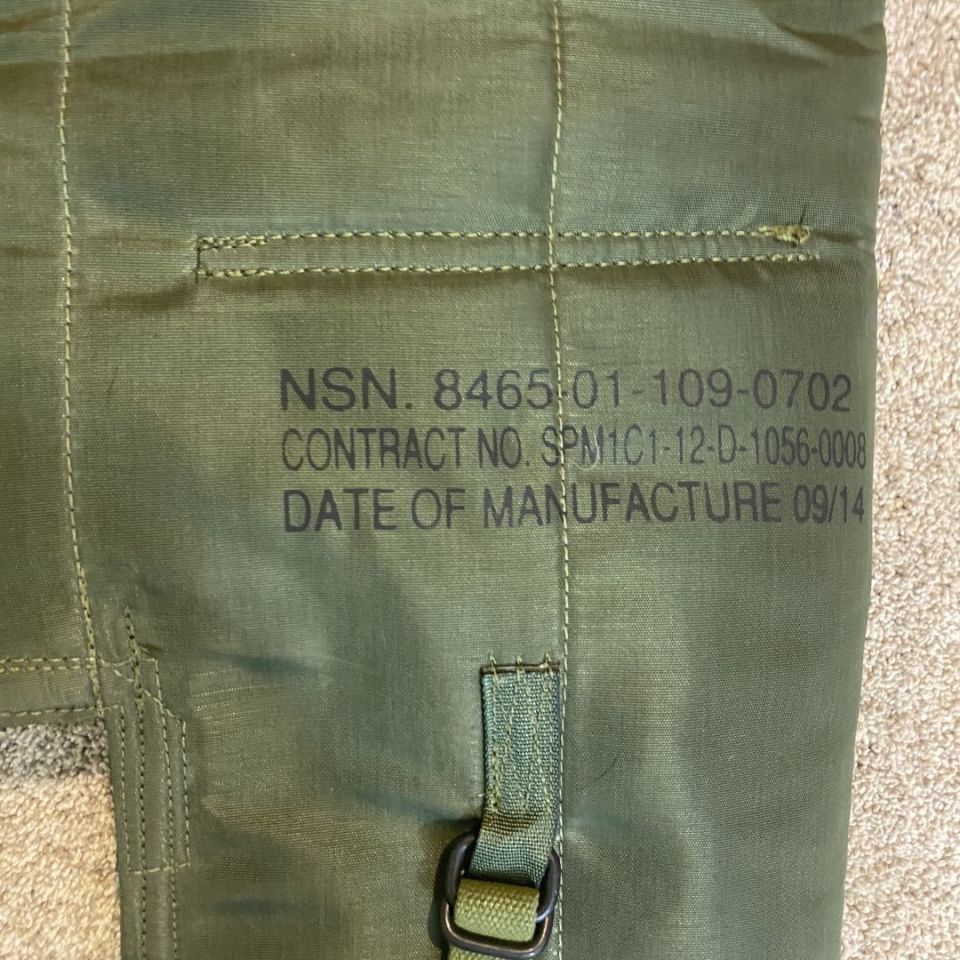 NSN. 8465-01-109-0702
CONTRACT NO. SPM1C1-12-D-1056-0008
DATE OF MANUFACTURE 09/14